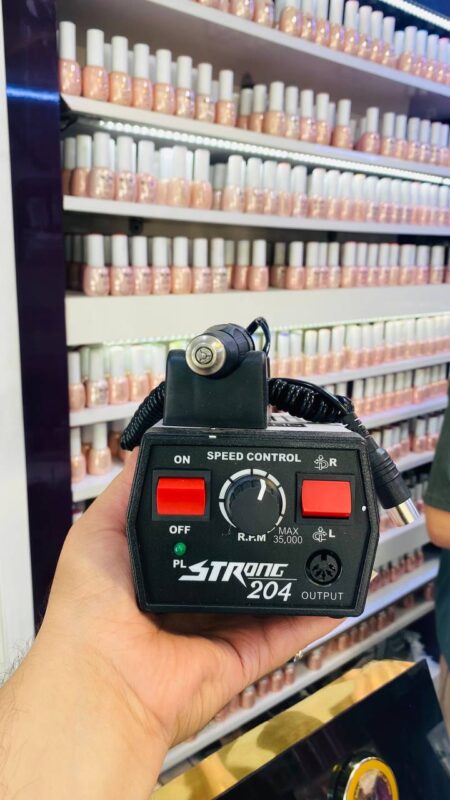 ON
SPEED CONTROL
R
OFF
R.P.M
MAX
35,000
L
PL
STRong
204
OUTPUT